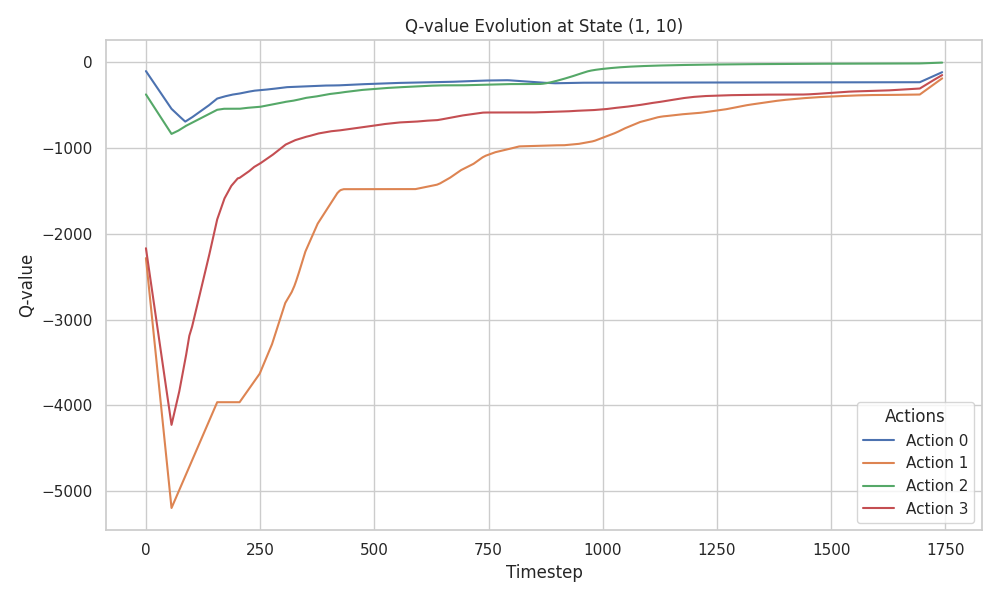 Q-value Evolution at State (1, 10)
Q-value
0
−1000
−2000
−3000
−4000
−5000
0
250
500
750
1000
1250
1500
1750
Timestep
Actions
Action 0
Action 1
Action 2
Action 3